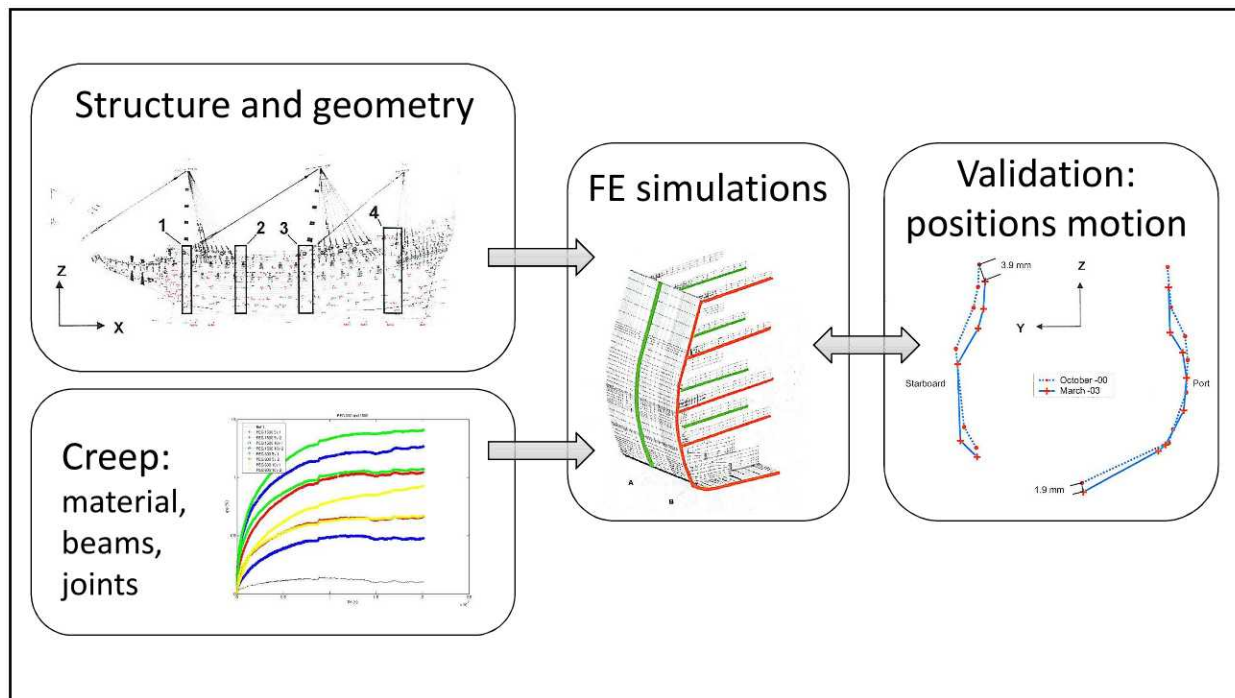 Structure and geometry
1
2
3
4
Z
X
Creep:
material,
beams,
joints
FE simulations
A
B
Validation:
positions motion
3.9 mm
Z
Y
Starboard
Port
October -00
March -03
1.9 mm